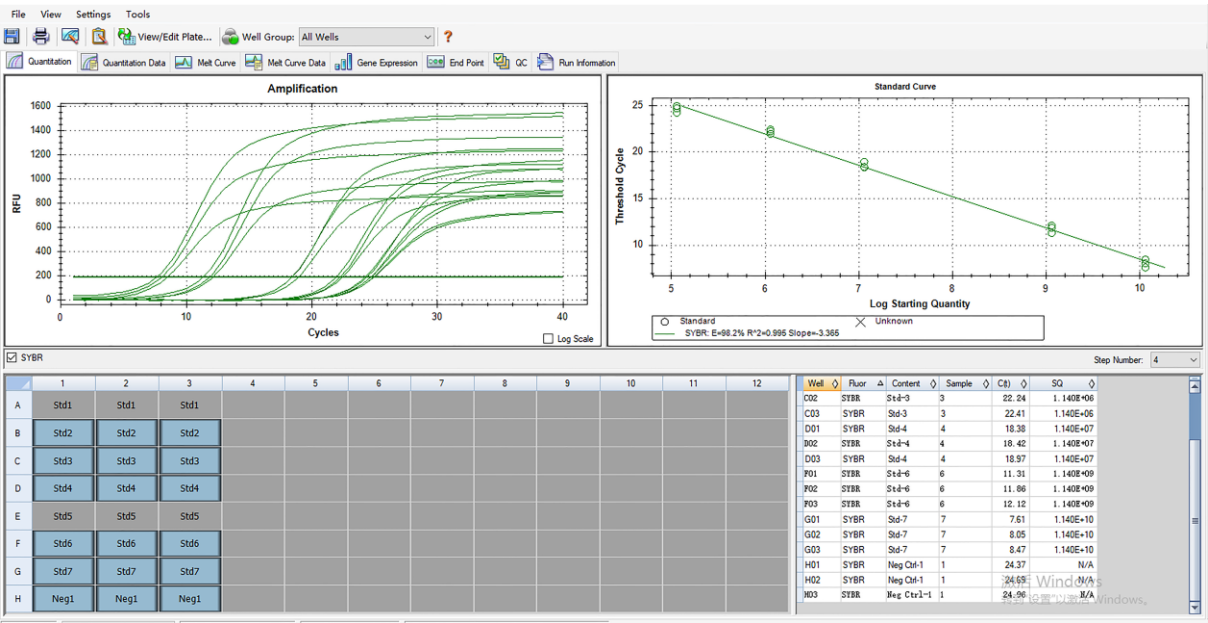 File View Settings Tools
View/Edit Plate... Well Group: All Wells ?
Quantitation Quantitation Data Melt Curve Melt Curve Data Gene Expression End Point QC Run Information
Amplification
1600
1400
1200
1000
800
600
400
200
0
RFU
0 10 20 30 40
Cycles
Log Scale
Standard Curve
25
20
15
10
Threshold Cycle
5 6 7 8 9 10
Log Starting Quantity
Standard Unknown
SYBR: E=98.2% R^2=0.995 Slope=-3.366
SYBR
Step Number: 4
1 2 3 4 5 6 7 8 9 10 11 12
A Std1 Std1 Std1
B Std2 Std2 Std2
C Std3 Std3 Std3
D Std4 Std4 Std4
E Std5 Std5 Std5
F Std6 Std6 Std6
G Std7 Std7 Std7
H Neg1 Neg1 Neg1
Well Fluor Content Sample C(t) SQ
C02 SYBR Std-3 3 22.24 1.140E+06
C03 SYBR Std-3 3 22.41 1.140E+06
D01 SYBR Std-4 4 18.38 1.140E+07
D02 SYBR Std-4 4 18.42 1.140E+07
D03 SYBR Std-4 4 18.97 1.140E+07
F01 SYBR Std-6 6 11.31 1.140E+09
F02 SYBR Std-6 6 11.86 1.140E+09
F03 SYBR Std-6 6 12.12 1.140E+09
G01 SYBR Std-7 7 7.61 1.140E+10
G02 SYBR Std-7 7 8.05 1.140E+10
G03 SYBR Std-7 7 8.47 1.140E+10
H01 SYBR Neg Ctrl-1 1 24.37 N/A
H02 SYBR Neg Ctrl-1 1 24.69 N/A
H03 SYBR Neg Ctrl-1 1 24.96 N/A
激活 Windows
转到"设置"以激活 Windows。